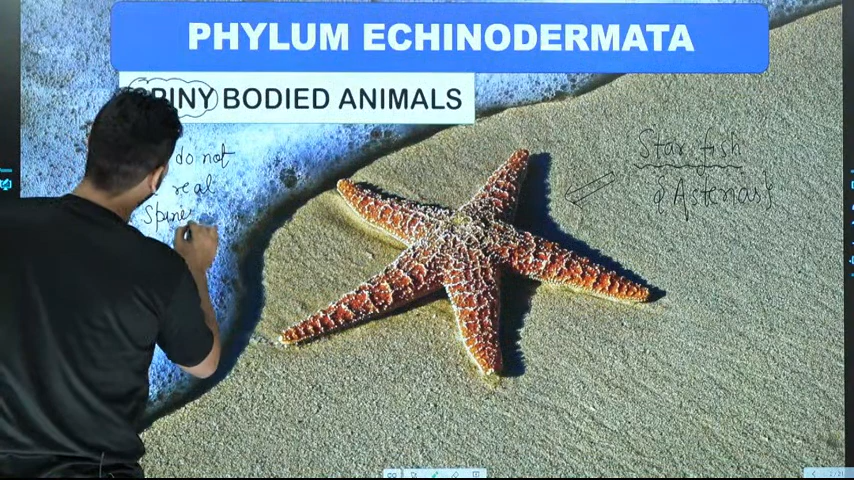 PHYLUM ECHINODERMATA
SPINY BODIED ANIMALS
do not
real
Spine
Star fish
{Asterias}